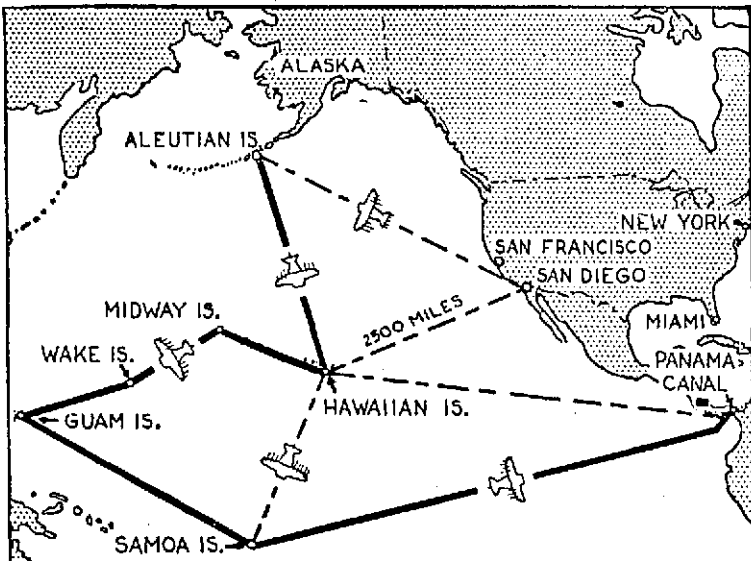 ALASKA
ALEUTIAN IS.
NEW YORK
SAN FRANCISCO
SAN DIEGO
2500 MILES
MIDWAY IS.
MIAMI
WAKE IS.
PANAMA
CANAL
HAWAIIAN IS.
GUAM IS.
SAMOA IS.